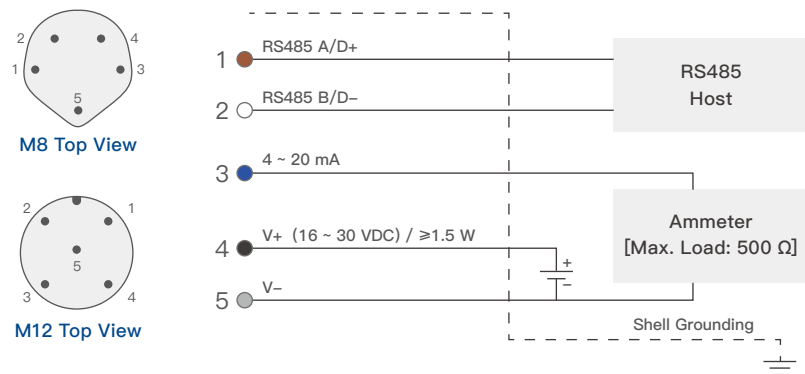 2
4
1
3
5
M8 Top View
2
1
5
3
4
M12 Top View
1
RS485 A/D+
2
RS485 B/D−
3
4 ~ 20 mA
4
V+ (16 ~ 30 VDC) / ≥1.5 W
5
V−
+
−
RS485
Host
Ammeter
[Max. Load: 500 Ω]
Shell Grounding